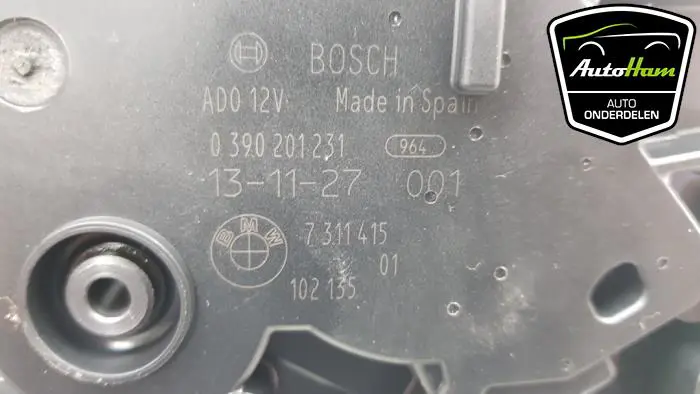 BOSCH
AD0 12V Made in Spain
0 390 201 231 964
13-11-27 001
BMW 7 311 415
01
102 135
AutoHam
AUTO
ONDERDELEN